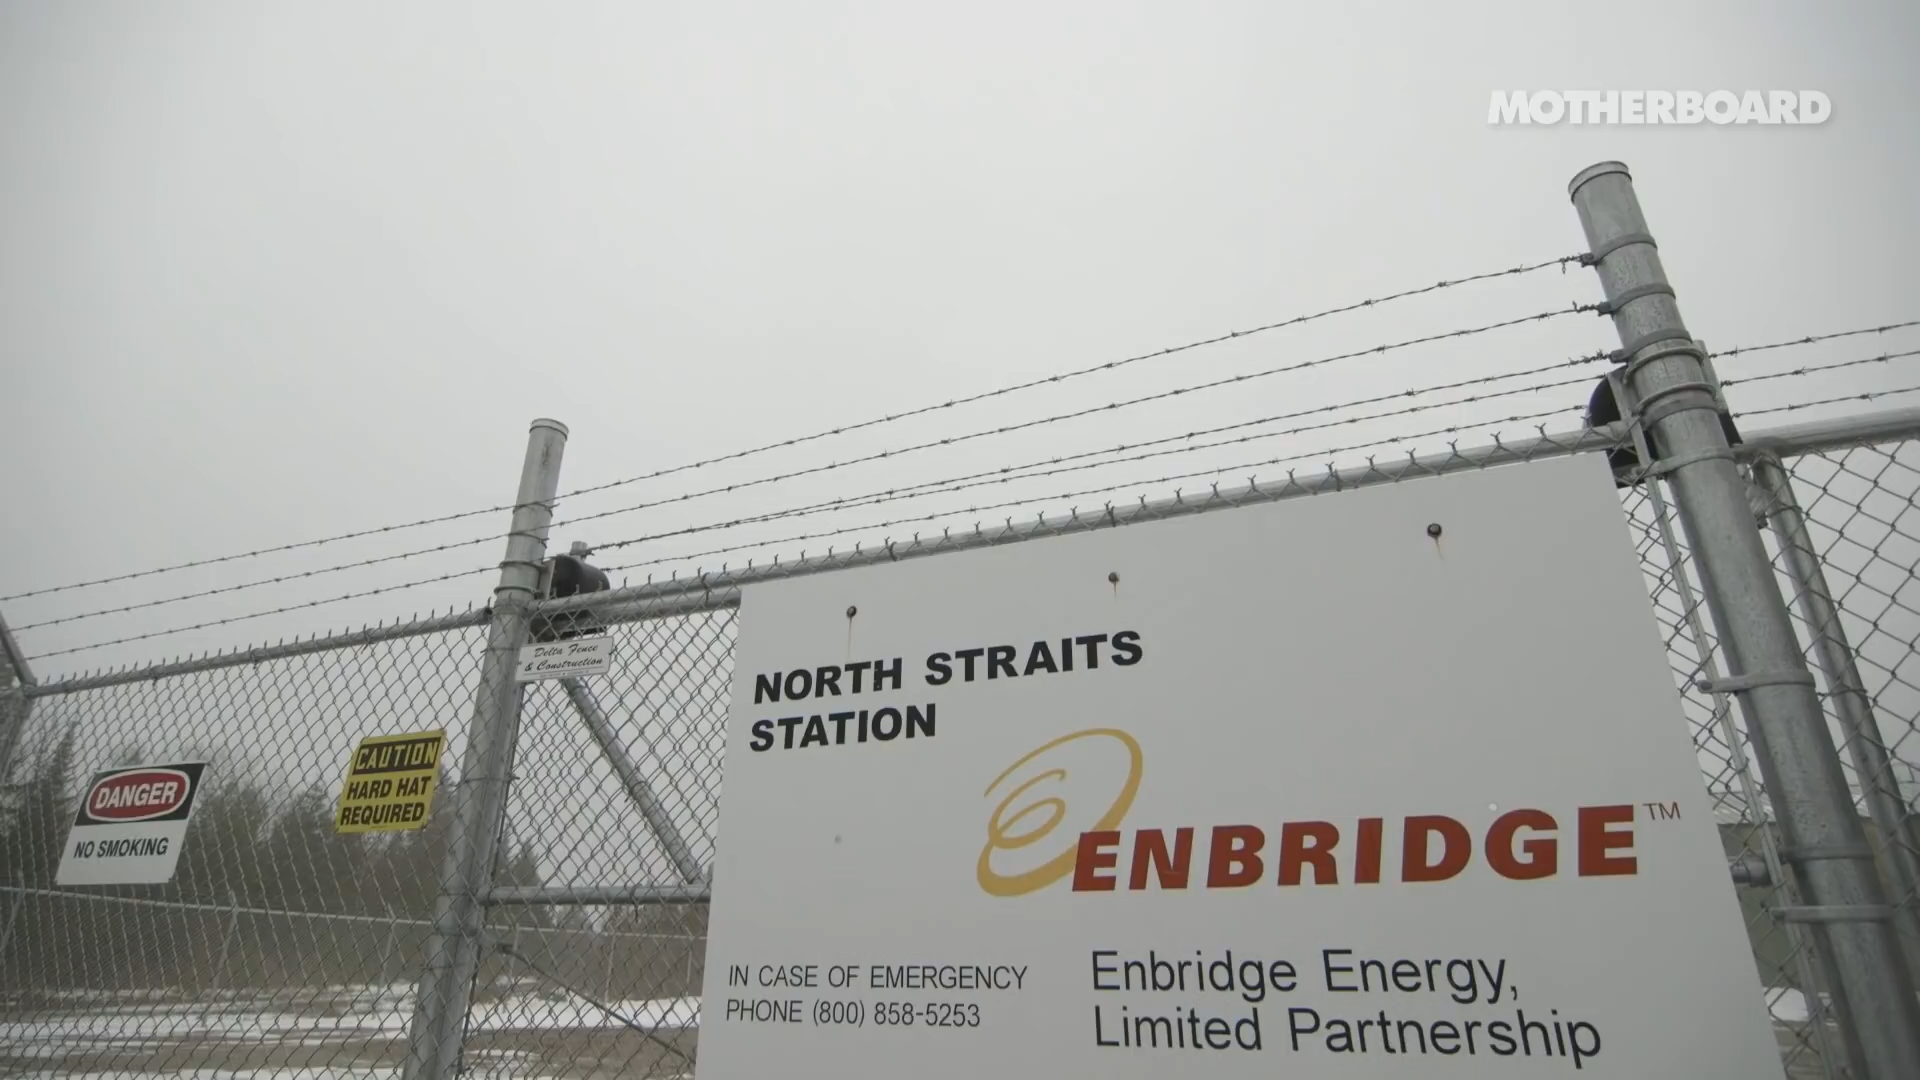 MOTHERBOARD
Delta Fence
& Construction
NORTH STRAITS
STATION
CAUTION
HARD HAT
REQUIRED
DANGER
NO SMOKING
ENBRIDGE™
IN CASE OF EMERGENCY
PHONE (800) 858-5253
Enbridge Energy,
Limited Partnership